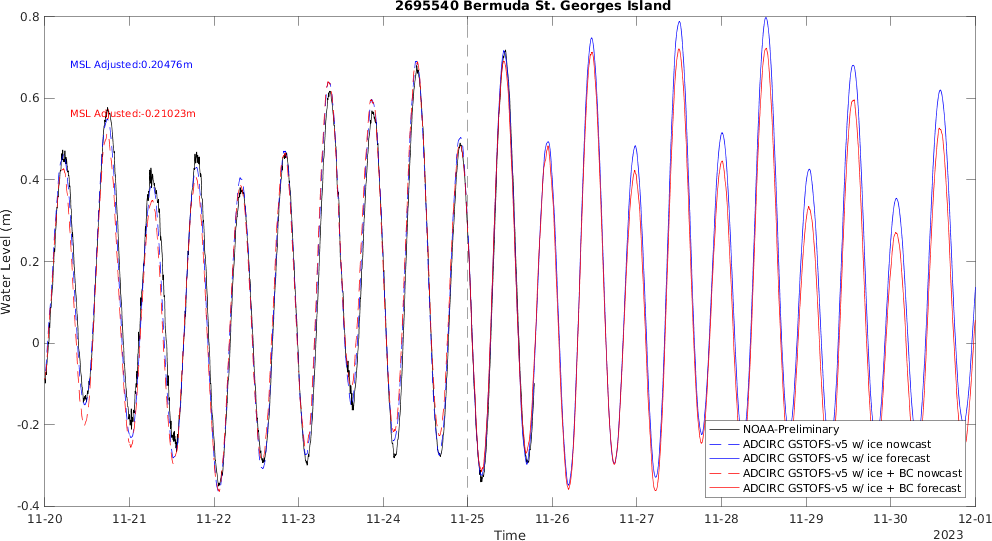 2695540 Bermuda St. Georges Island
MSL Adjusted:0.20476m
MSL Adjusted:-0.21023m
Water Level (m)
0.8
0.6
0.4
0.2
0
-0.2
-0.4
NOAA-Preliminary
ADCIRC GSTOFS-v5 w/ ice nowcast
ADCIRC GSTOFS-v5 w/ ice forecast
ADCIRC GSTOFS-v5 w/ ice + BC nowcast
ADCIRC GSTOFS-v5 w/ ice + BC forecast
11-20 11-21 11-22 11-23 11-24 11-25 11-26 11-27 11-28 11-29 11-30 12-01
Time
2023